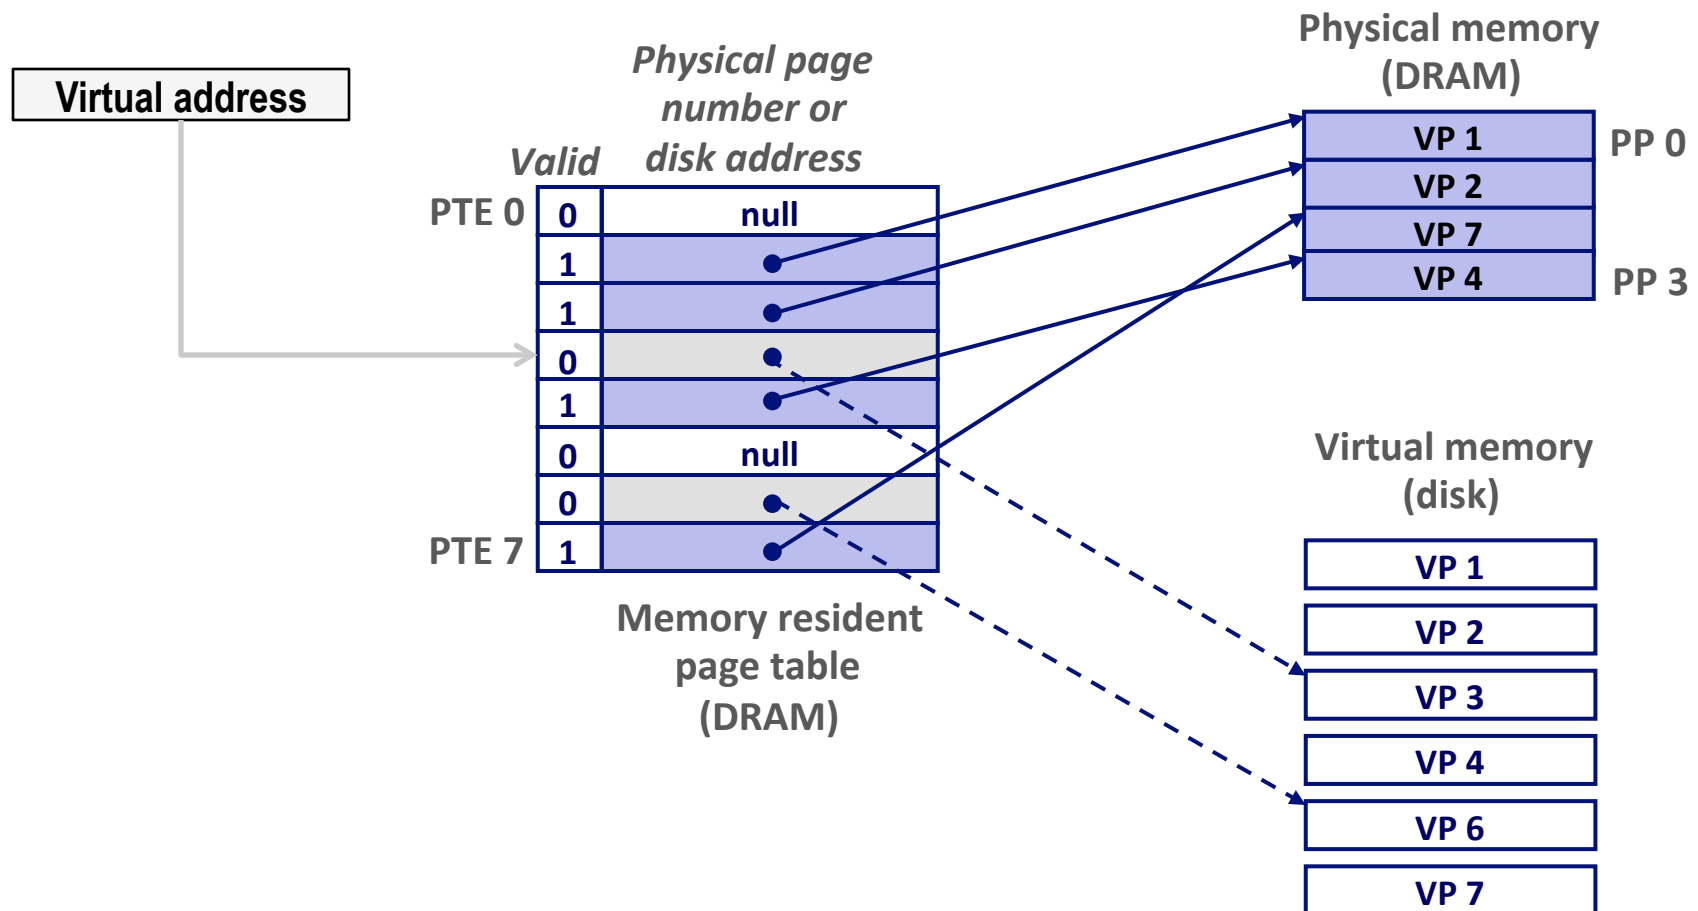 Virtual address
Physical page
number or
disk address
Valid
PTE 0
0
null
1
1
0
1
0
null
0
PTE 7
1
Memory resident
page table
(DRAM)
Physical memory
(DRAM)
VP 1
PP 0
VP 2
VP 7
VP 4
PP 3
Virtual memory
(disk)
VP 1
VP 2
VP 3
VP 4
VP 6
VP 7